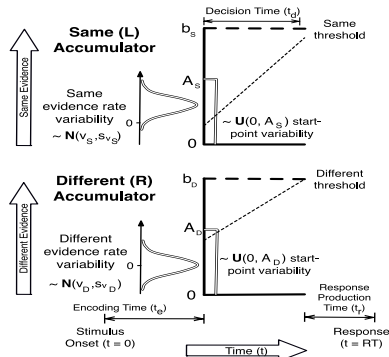 Decision Time (t_d)
Same (L)
Accumulator
b_S
Same
threshold
Same Evidence
Same
evidence rate
variability
~ N(v_S,s_vS)
0
A_S
~ U(0, A_S) start-
point variability
0
Different (R)
Accumulator
b_D
Different
threshold
Different Evidence
Different
evidence rate
variability
~ N(v_D,s_vD)
0
A_D
~ U(0, A_D) start-
point variability
0
Encoding Time (t_e)
Response
Production
Time (t_r)
Stimulus
Onset (t = 0)
Time (t)
Response
(t = RT)